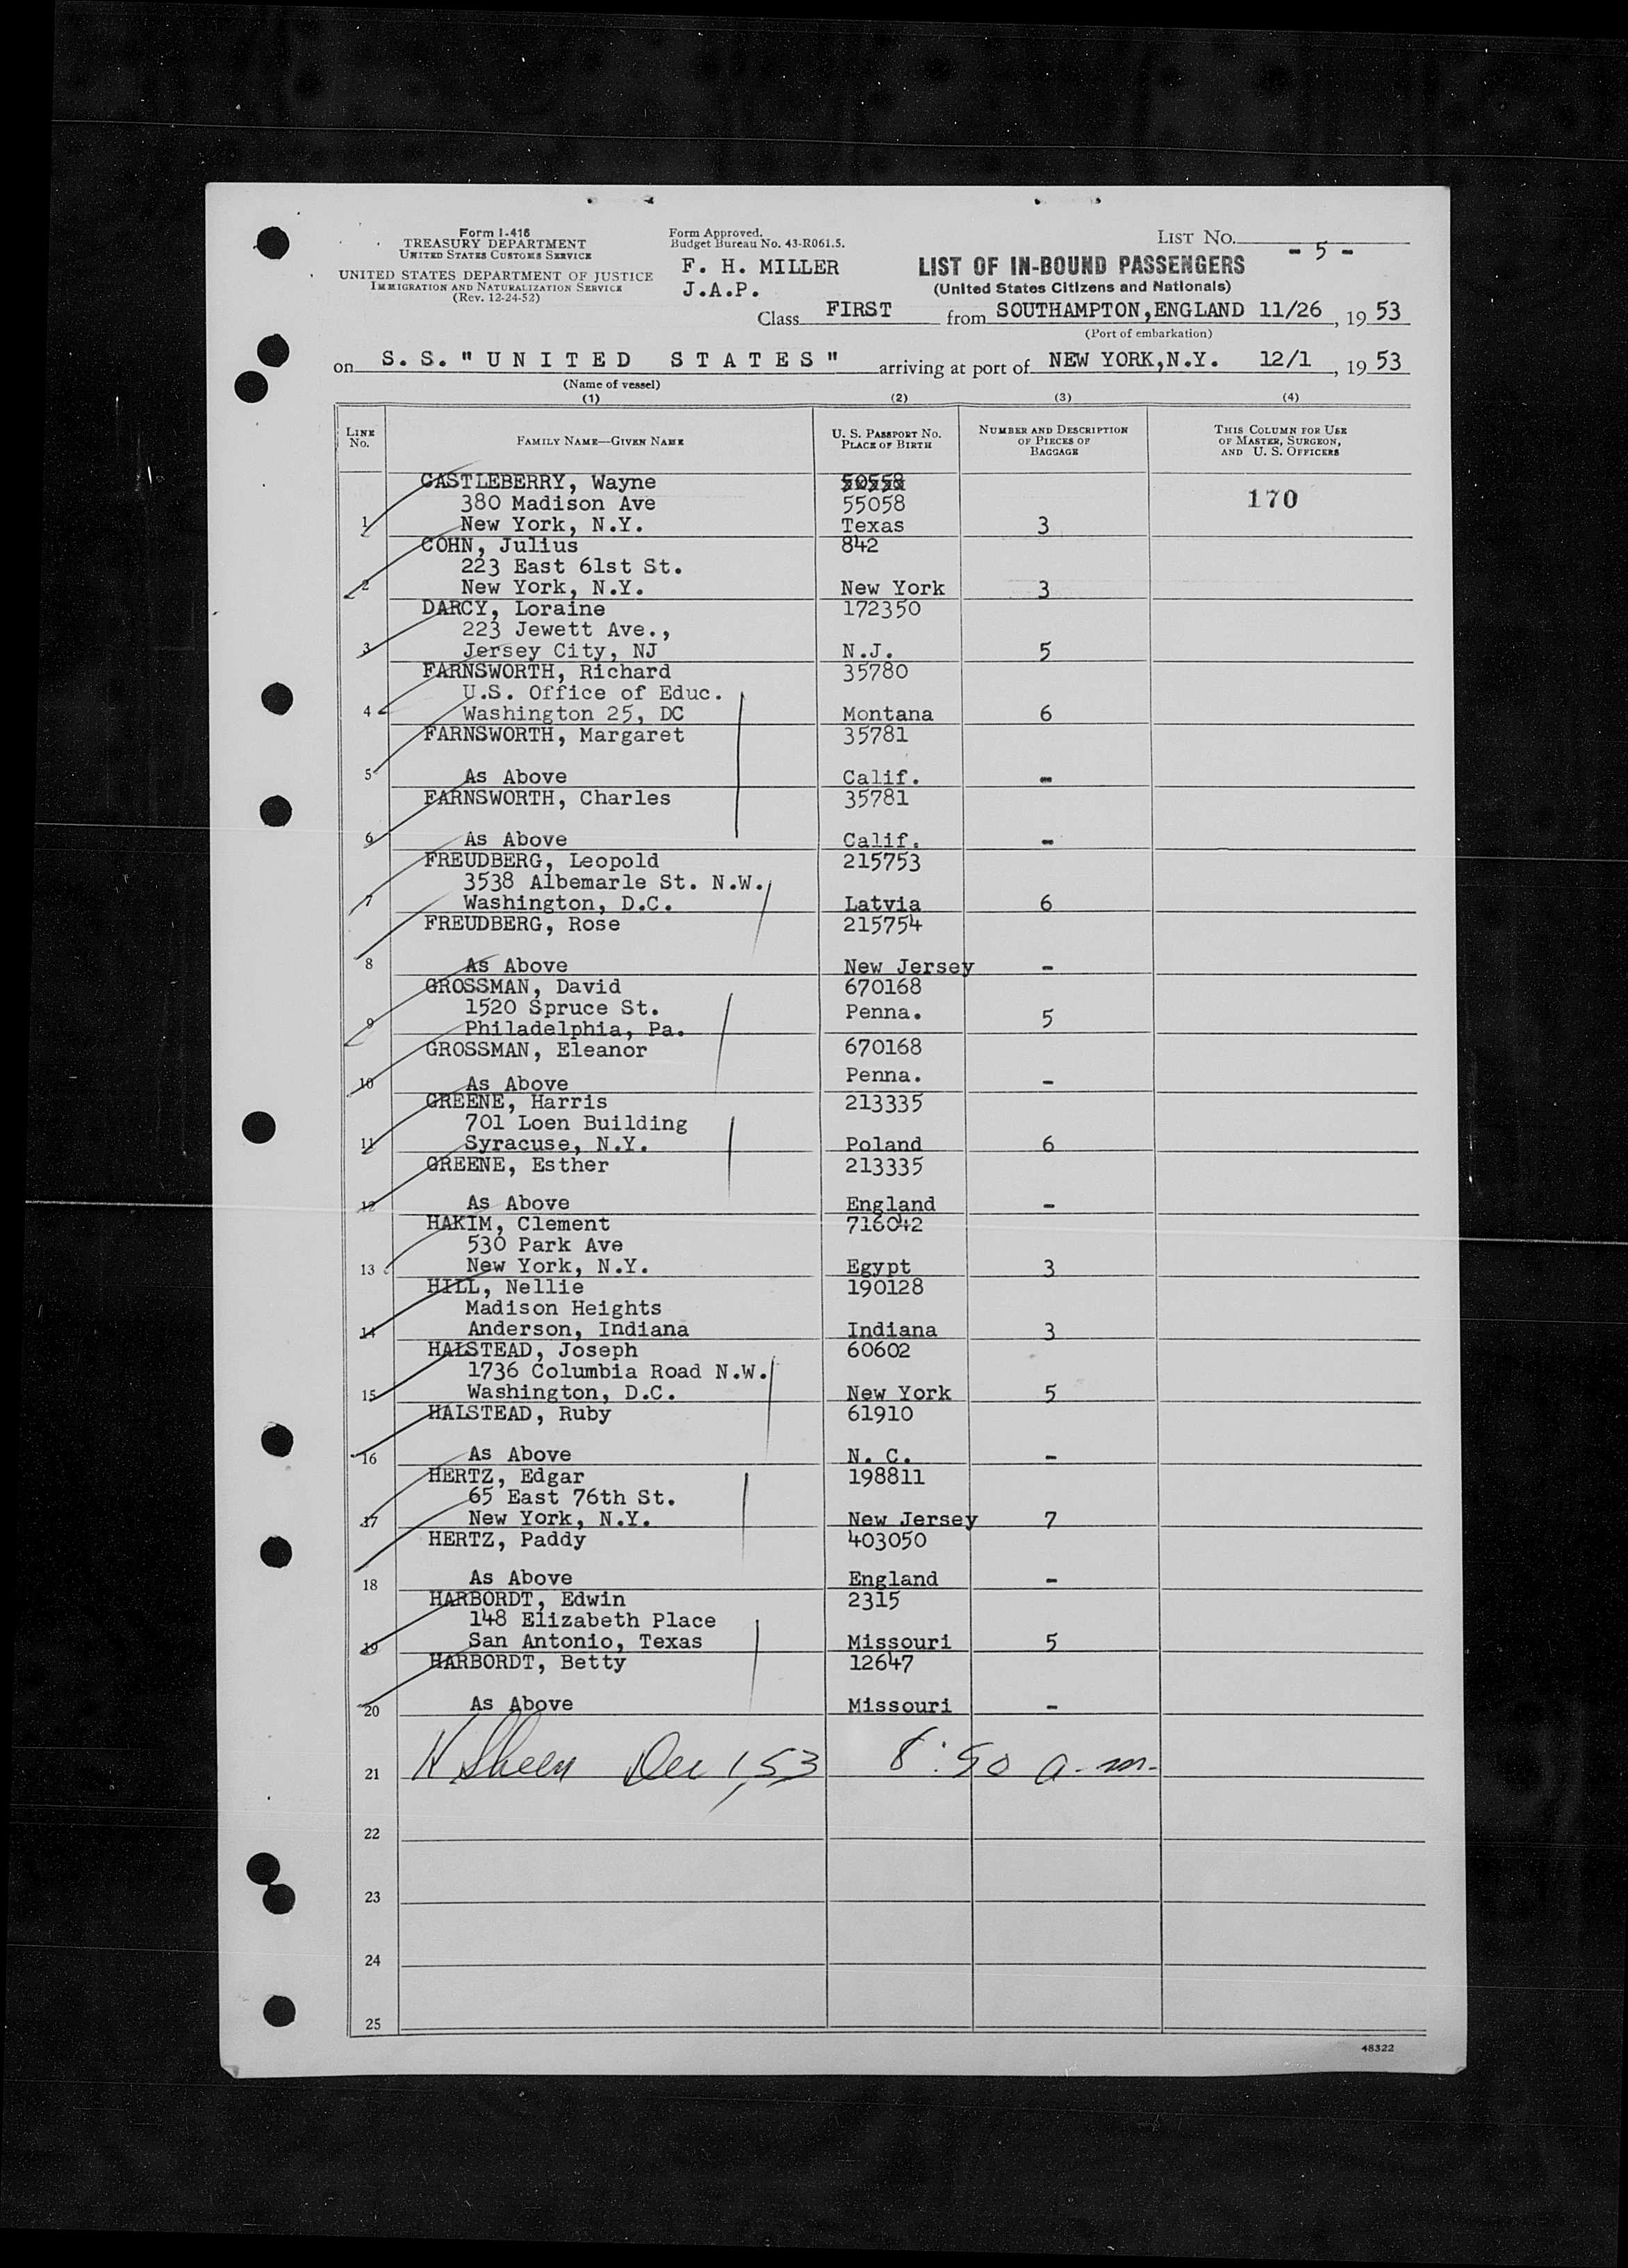 Form I-416
TREASURY DEPARTMENT
UNITED STATES CUSTOMS SERVICE
UNITED STATES DEPARTMENT OF JUSTICE
IMMIGRATION AND NATURALIZATION SERVICE
(Rev. 12-24-52)
Form Approved.
Budget Bureau No. 43-R061.5.
F. H. MILLER
J.A.P.
LIST NO. - 5 -
LIST OF IN-BOUND PASSENGERS
(United States Citizens and Nationals)
Class FIRST from SOUTHAMPTON,ENGLAND 11/26, 19 53
(Port of embarkation)
on S. S. "UNITED STATES" arriving at port of NEW YORK,N.Y. 12/1, 19 53
(Name of vessel)
(1) (2) (3) (4)
LINE NO. FAMILY NAME—GIVEN NAME U. S. PASSPORT NO. PLACE OF BIRTH NUMBER AND DESCRIPTION OF PIECES OF BAGGAGE THIS COLUMN FOR USE OF MASTER, SURGEON, AND U. S. OFFICERS
CASTLEBERRY, Wayne 50558
380 Madison Ave 55058 170
1 New York, N.Y. Texas 3
COHN, Julius 842
223 East 61st St.
2 New York, N.Y. New York 3
DARCY, Loraine 172350
223 Jewett Ave.,
3 Jersey City, NJ N.J. 5
FARNSWORTH, Richard 35780
U.S. Office of Educ.
4 Washington 25, DC Montana 6
FARNSWORTH, Margaret 35781
5 As Above Calif. -
FARNSWORTH, Charles 35781
6 As Above Calif. -
FREUDBERG, Leopold 215753
3538 Albemarle St. N.W.
7 Washington, D.C. Latvia 6
FREUDBERG, Rose 215754
8 As Above New Jersey -
GROSSMAN, David 670168
1520 Spruce St. Penna.
9 Philadelphia, Pa. 5
GROSSMAN, Eleanor 670168
10 As Above Penna. -
GREENE, Harris 213335
701 Loen Building
11 Syracuse, N.Y. Poland 6
GREENE, Esther 213335
12 As Above England -
HAKIM, Clement 716042
530 Park Ave
13 New York, N.Y. Egypt 3
HILL, Nellie 190128
Madison Heights
14 Anderson, Indiana Indiana 3
HALSTEAD, Joseph 60602
1736 Columbia Road N.W.
15 Washington, D.C. New York 5
HALSTEAD, Ruby 61910
16 As Above N. C. -
HERTZ, Edgar 198811
65 East 76th St.
17 New York, N.Y. New Jersey 7
HERTZ, Paddy 403050
18 As Above England -
HARBORDT, Edwin 2315
148 Elizabeth Place
19 San Antonio, Texas Missouri 5
HARBORDT, Betty 12647
20 As Above Missouri -
21 H Sheen Dec 1, 53 8:50 a.m.
22
23
24
25
48322